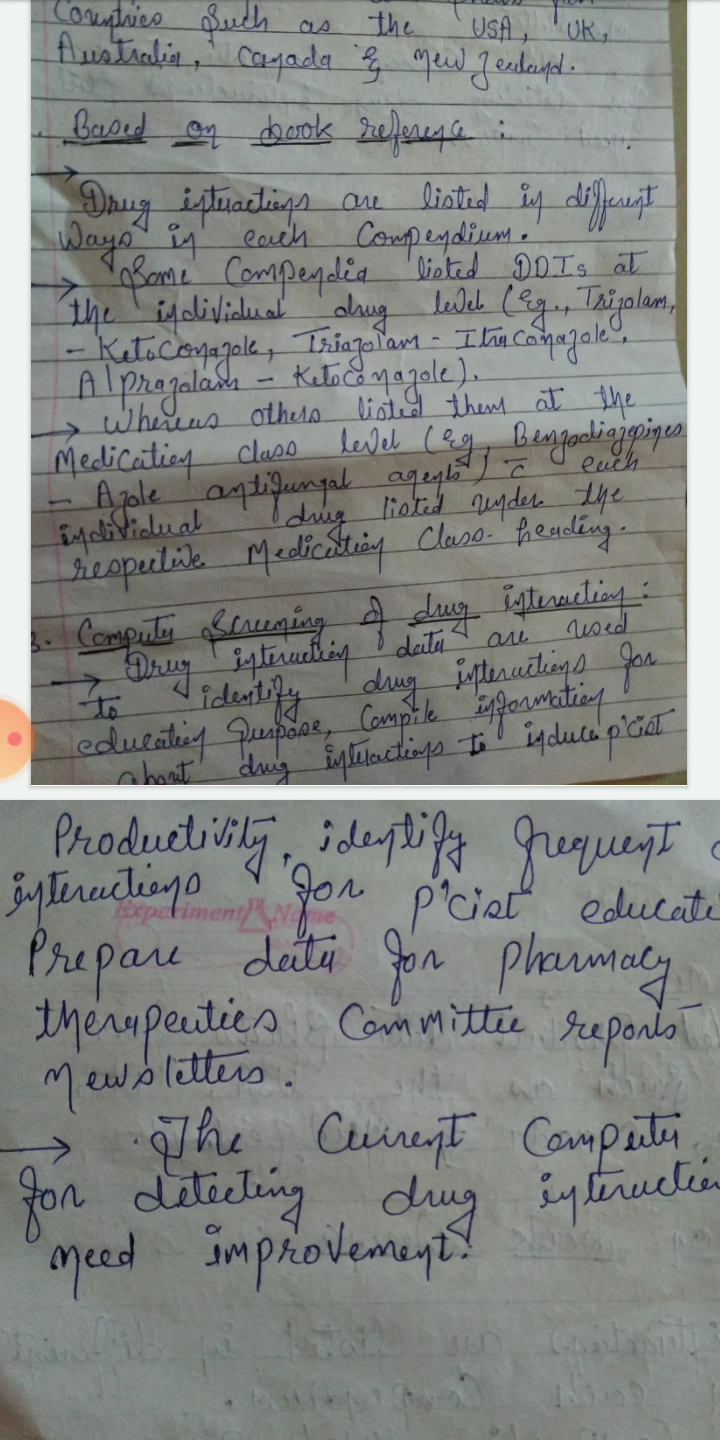 Countries such as the USA, UK,
Australia, Canada & New Zealand.
Based on book reference :
→ Drug interactions are listed in different
ways in each Compendium.
→ Some Compendia listed DDIs at
the individual drug level (Eg., Trizolam,
- Ketoconazole, Triazolam - Itraconazole,
Alprazolam - Ketoconazole).
→ Whereas others listed them at the
Medication class level (eg, Benzodiazepines
- Azole antifungal agents) c̄ each
individual drug listed under the
respective Medication Class heading.
3. Computer Screening of drug interaction:
→ Drug interaction data are used
to identify drug interactions for
education purpose, Compile information
about drug interactions to induce p'cist
Productivity, identify frequent
interactions for p'cist educati
Experiment Name
Prepare data for pharmacy
therapeutics Committee reports
Newsletters.
→ The Current Computer
for detecting drug interaction
need improvement.